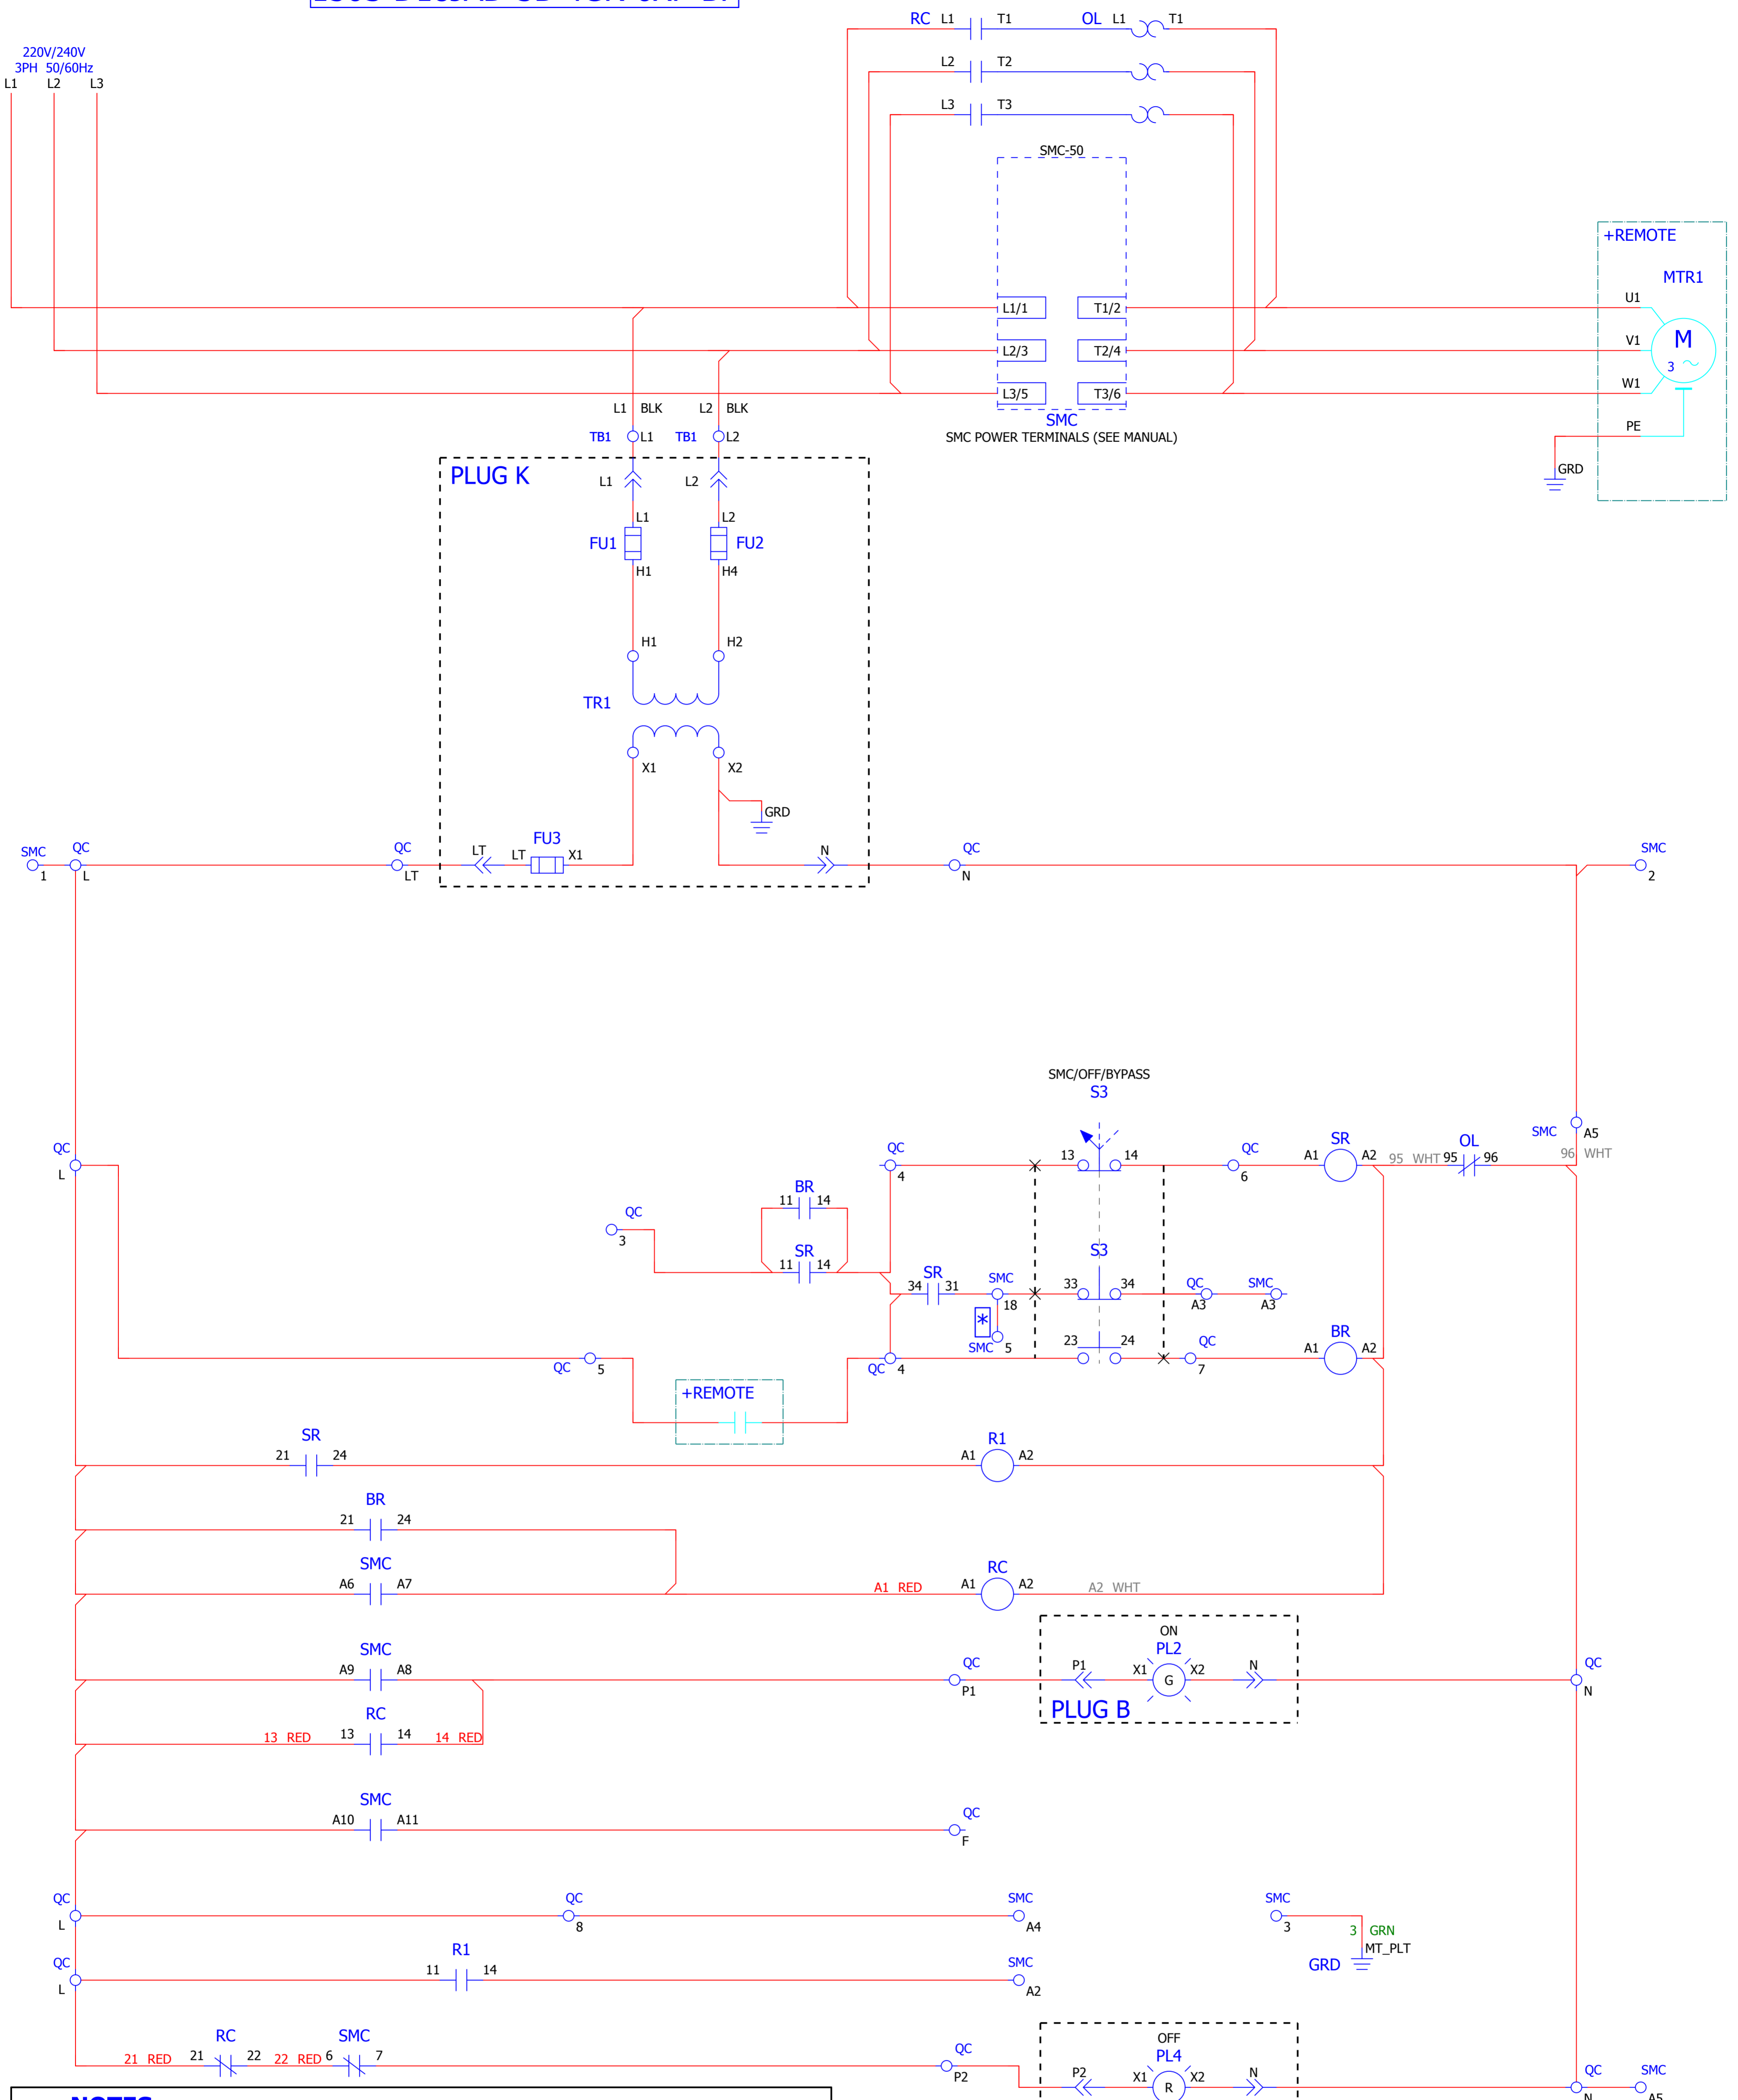 RC L1 T1 OL L1 T1
220V/240V
3PH 50/60Hz
L1 L2 L3
L2 T2
L3 T3
SMC-50
+REMOTE
MTR1
L1/1 T1/2 U1
L2/3 T2/4 V1 M
3
L3/5 T3/6 W1
L1 BLK L2 BLK
SMC
SMC POWER TERMINALS (SEE MANUAL)
PE
TB1 L1 TB1 L2
GRD
PLUG K
L1 L2
L1 L2
FU1 FU2
H1 H4
H1 H2
TR1
X1 X2
GRD
SMC QC QC LT FU3 N QC SMC
LT X1
1 L LT N 2
SMC/OFF/BYPASS
S3
SMC A5
QC QC 13 14 QC SR OL
L 4 6 A1 A2 95 WHT 95 96 96 WHT
BR
11 14
QC
3
SR S3
11 14
SR SMC 33 34 QC SMC
34 31 18 A3 A3
*
SMC 5 23 24 QC BR
QC 5 QC 4 7 A1 A2
+REMOTE
SR R1
21 24 A1 A2
BR
21 24
SMC RC
A6 A7 A1 RED A1 A2 A2 WHT
ON
SMC PL2
A9 A8 QC P1 X1 G X2 N QC
P1 N
PLUG B
RC
13 RED 13 14 14 RED
SMC
A10 A11 QC
F
QC QC SMC SMC
L 8 A4 3
3 GRN
MT_PLT
GRD
R1
QC 11 14 SMC
L A2
OFF
RC SMC PL4
21 RED 21 22 22 RED 6 7 QC
P2 P2 X1 R X2 N QC SMC